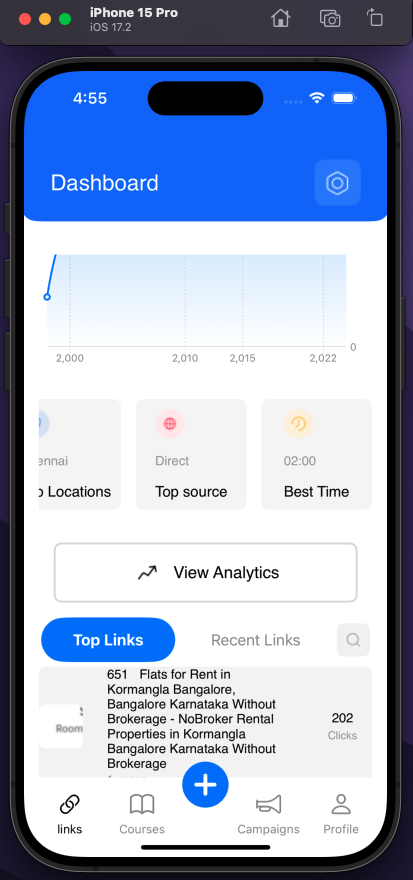 iPhone 15 Pro
iOS 17.2
4:55
Dashboard
0
2,000 2,010 2,015 2,022
ennai Direct 02:00
Locations Top source Best Time
View Analytics
Top Links Recent Links
651 Flats for Rent in
Kormangla Bangalore,
Bangalore Karnataka Without
Brokerage - NoBroker Rental
Properties in Kormangla
Bangalore Karnataka Without
Brokerage
Room
202
Clicks
links Courses Campaigns Profile